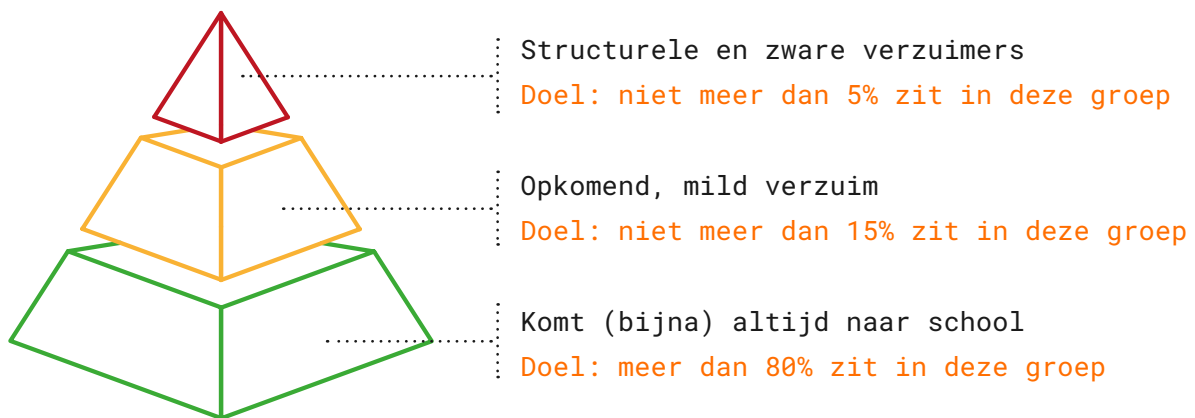 Structurele en zware verzuimers
Doel: niet meer dan 5% zit in deze groep
Opkomend, mild verzuim
Doel: niet meer dan 15% zit in deze groep
Komt (bijna) altijd naar school
Doel: meer dan 80% zit in deze groep